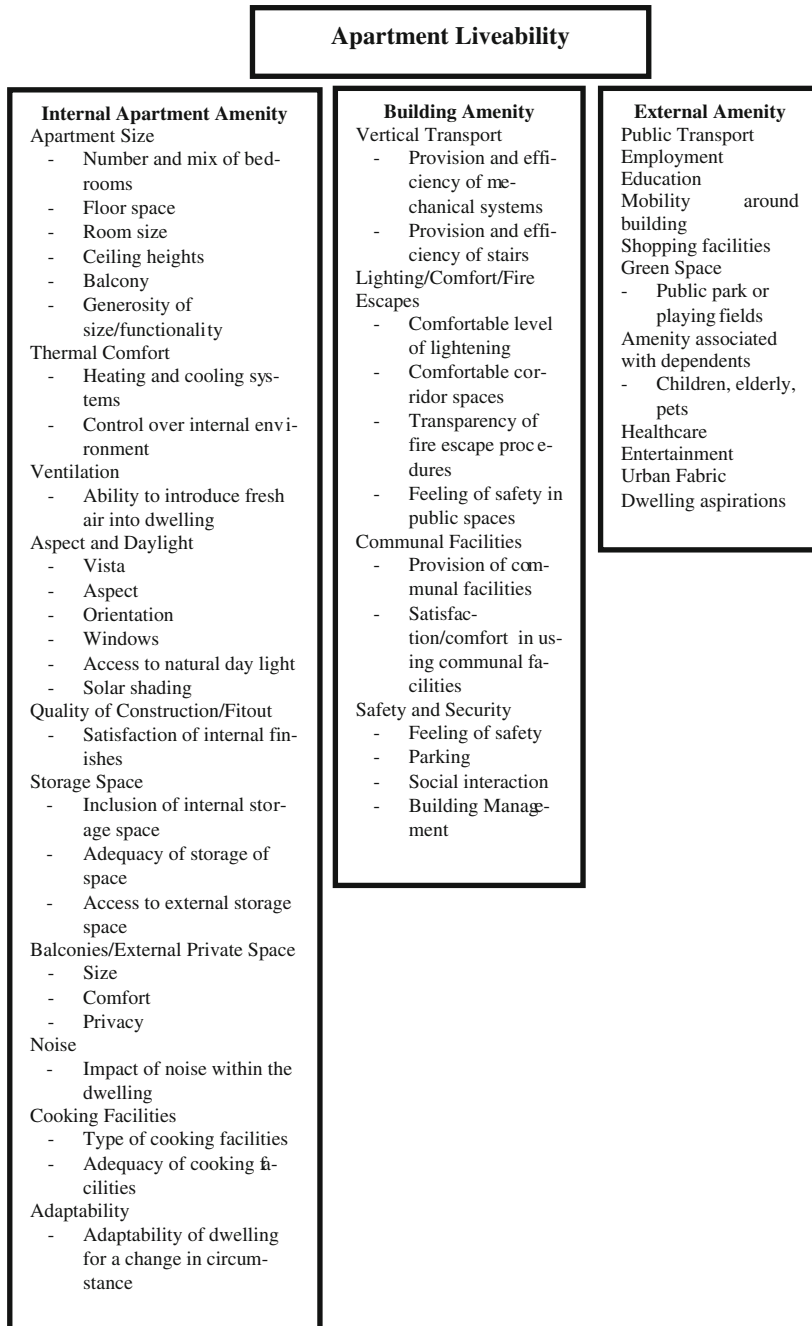 Apartment Liveability
Internal Apartment Amenity
Apartment Size
- Number and mix of bed-
rooms
- Floor space
- Room size
- Ceiling heights
- Balcony
- Generosity of
size/functionality
Thermal Comfort
- Heating and cooling sys-
tems
- Control over internal envi-
ronment
Ventilation
- Ability to introduce fresh
air into dwelling
Aspect and Daylight
- Vista
- Aspect
- Orientation
- Windows
- Access to natural day light
- Solar shading
Quality of Construction/Fitout
- Satisfaction of internal fin-
ishes
Storage Space
- Inclusion of internal stor-
age space
- Adequacy of storage of
space
- Access to external storage
space
Balconies/External Private Space
- Size
- Comfort
- Privacy
Noise
- Impact of noise within the
dwelling
Cooking Facilities
- Type of cooking facilities
- Adequacy of cooking fa-
cilities
Adaptability
- Adaptability of dwelling
for a change in circum-
stance
Building Amenity
Vertical Transport
- Provision and effi-
ciency of me-
chanical systems
- Provision and effi-
ciency of stairs
Lighting/Comfort/Fire
Escapes
- Comfortable level
of lightening
- Comfortable cor-
ridor spaces
- Transparency of
fire escape proce-
dures
- Feeling of safety in
public spaces
Communal Facilities
- Provision of com-
munal facilities
- Satisfac-
tion/comfort in us-
ing communal fa-
cilities
Safety and Security
- Feeling of safety
- Parking
- Social interaction
- Building Manage-
ment
External Amenity
Public Transport
Employment
Education
Mobility around
building
Shopping facilities
Green Space
- Public park or
playing fields
Amenity associated
with dependents
- Children, elderly,
pets
Healthcare
Entertainment
Urban Fabric
Dwelling aspirations